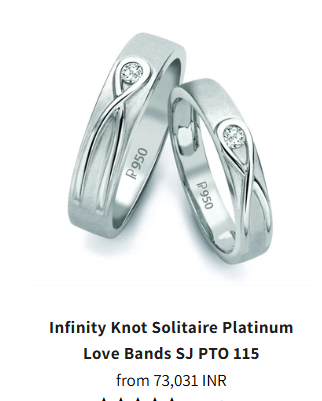 P950
P950
Infinity Knot Solitaire Platinum
Love Bands SJ PTO 115
from 73,031 INR